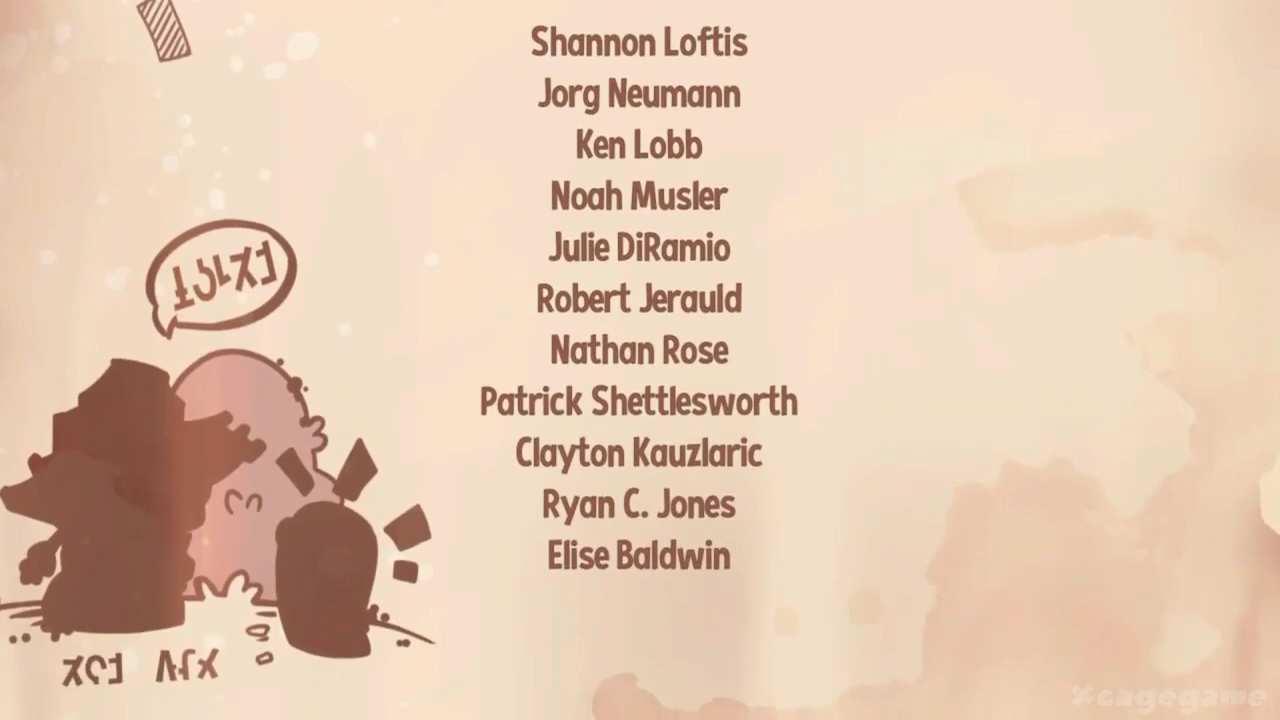 Shannon Loftis
Jorg Neumann
Ken Lobb
Noah Musler
Julie DiRamio
Robert Jerauld
Nathan Rose
Patrick Shettlesworth
Clayton Kauzlaric
Ryan C. Jones
Elise Baldwin
cagegame